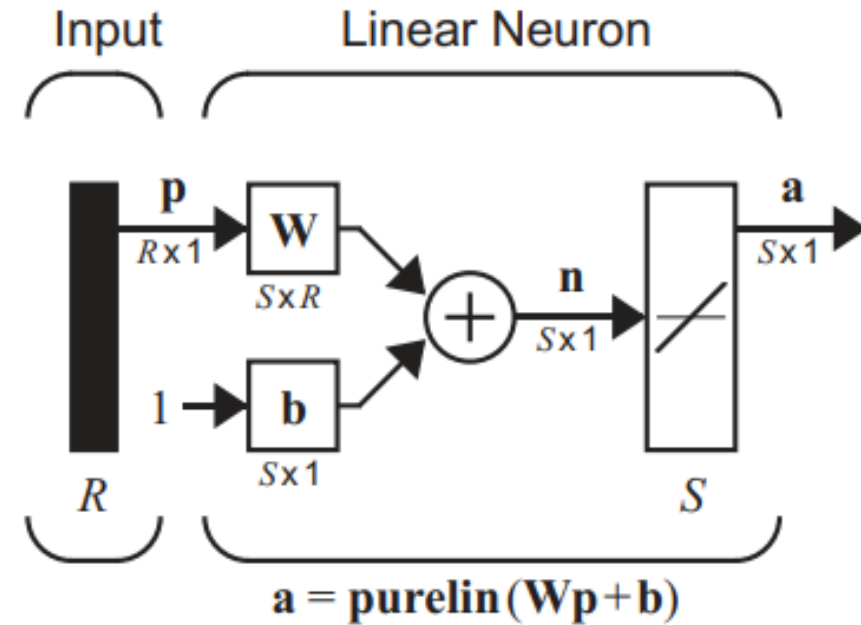 Input Linear Neuron
p a
W
R x 1 S x 1
S x R n
+
S x 1
1 b
S x 1
R S
a = purelin (Wp + b)